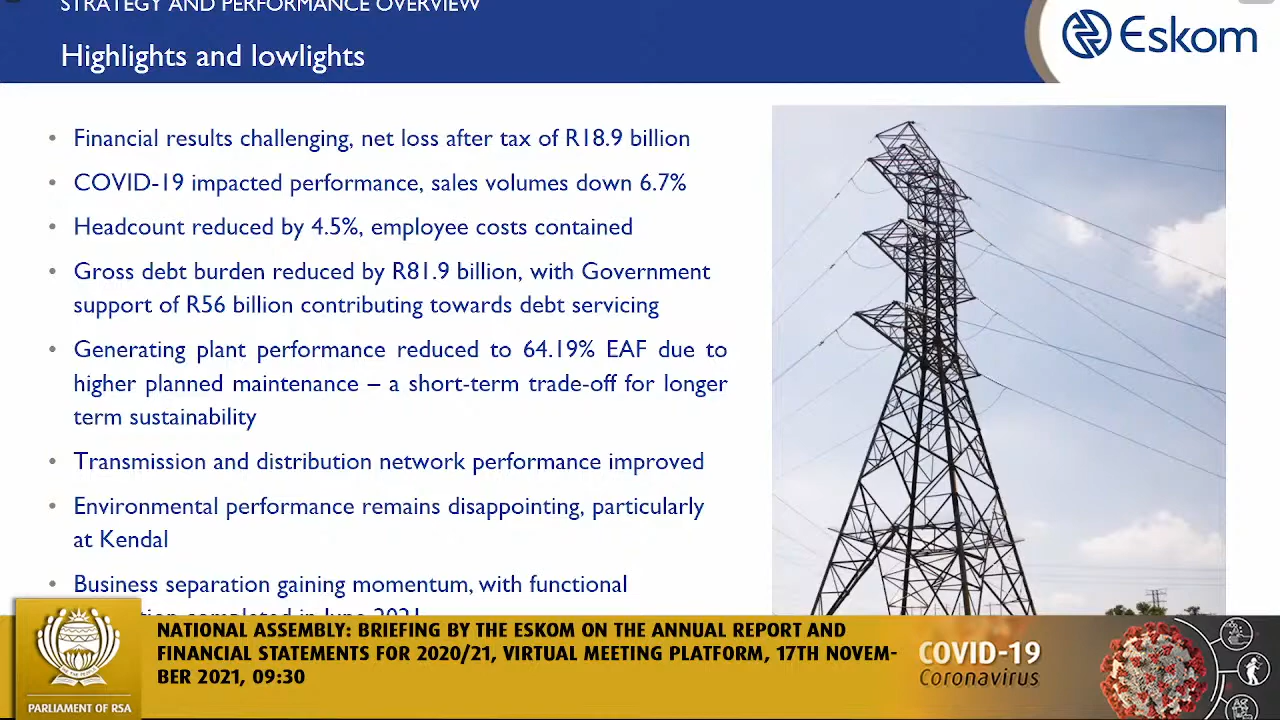 STRATEGY AND PERFORMANCE OVERVIEW
Highlights and lowlights
Eskom
• Financial results challenging, net loss after tax of R18.9 billion
• COVID-19 impacted performance, sales volumes down 6.7%
• Headcount reduced by 4.5%, employee costs contained
• Gross debt burden reduced by R81.9 billion, with Government
support of R56 billion contributing towards debt servicing
• Generating plant performance reduced to 64.19% EAF due to
higher planned maintenance – a short-term trade-off for longer
term sustainability
• Transmission and distribution network performance improved
• Environmental performance remains disappointing, particularly
at Kendal
• Business separation gaining momentum, with functional
completed in June 2021
NATIONAL ASSEMBLY: BRIEFING BY THE ESKOM ON THE ANNUAL REPORT AND
FINANCIAL STATEMENTS FOR 2020/21, VIRTUAL MEETING PLATFORM, 17TH NOVEM-
BER 2021, 09:30
PARLIAMENT OF RSA
COVID-19
Coronavirus